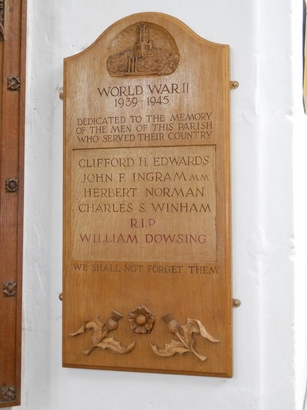 WORLD WAR II
1939-1945
DEDICATED TO THE MEMORY
OF THE MEN OF THIS PARISH
WHO SERVED THEIR COUNTRY
CLIFFORD H. EDWARDS
JOHN F. INGRAM M.M.
HERBERT NORMAN
CHARLES S. WINHAM
R.I.P
WILLIAM DOWSING
WE SHALL NOT FORGET THEM